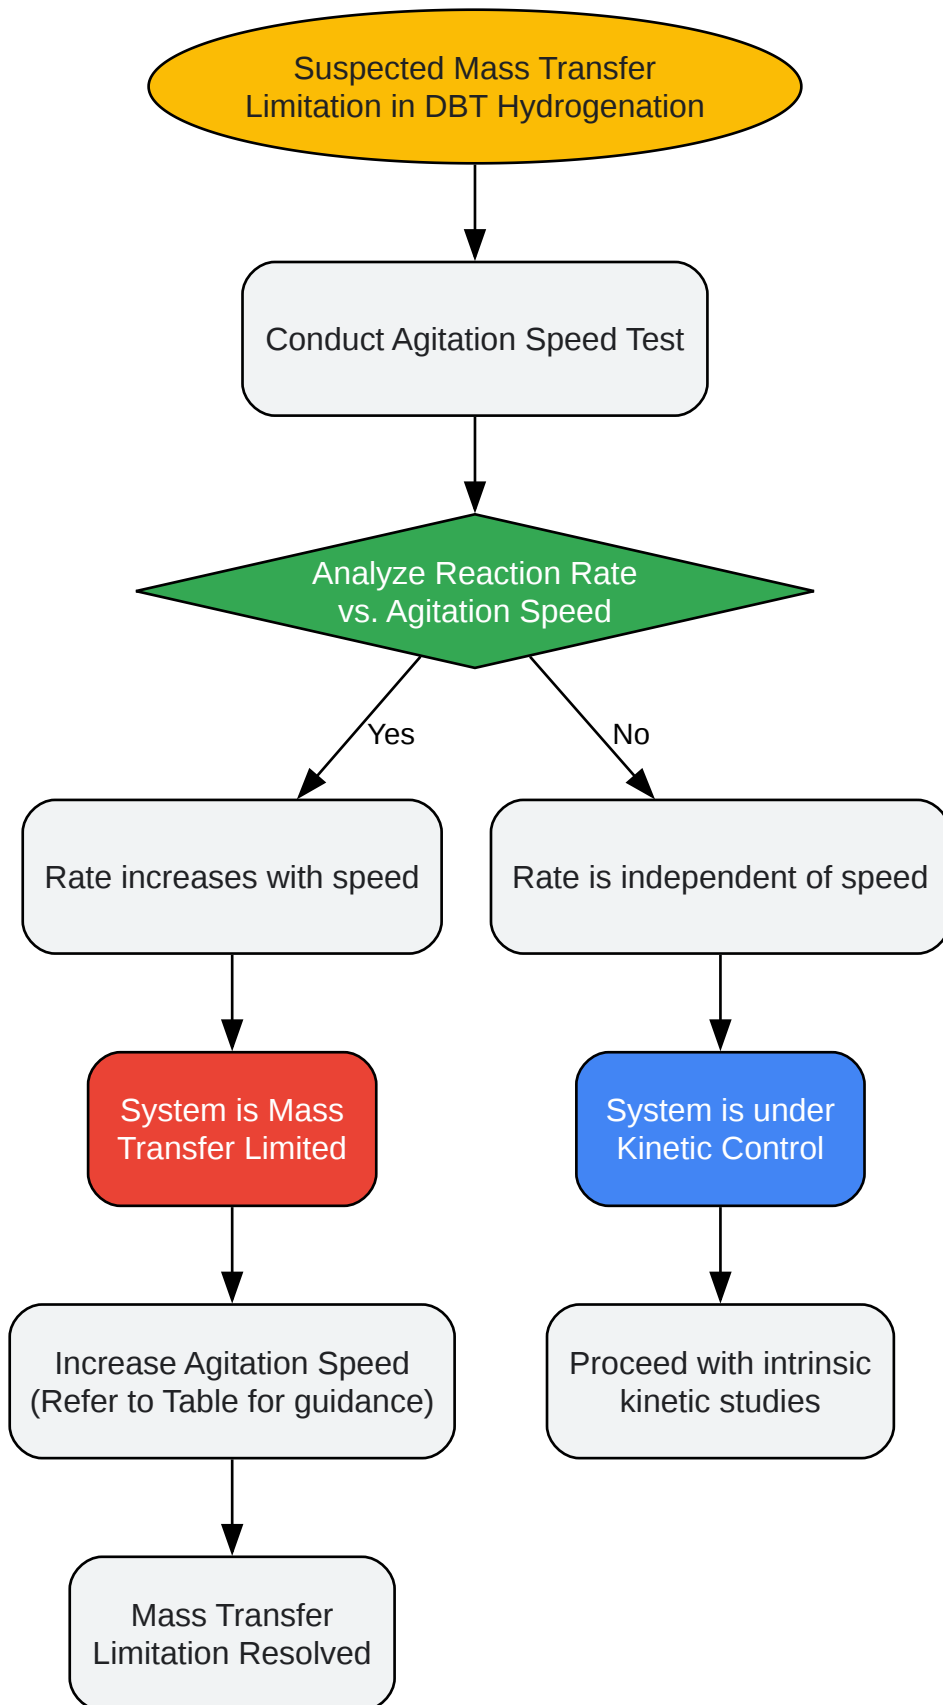 Suspected Mass Transfer
Limitation in DBT Hydrogenation
Conduct Agitation Speed Test
Analyze Reaction Rate
vs. Agitation Speed
Yes
No
Rate increases with speed
Rate is independent of speed
System is Mass
Transfer Limited
System is under
Kinetic Control
Increase Agitation Speed
(Refer to Table for guidance)
Proceed with intrinsic
kinetic studies
Mass Transfer
Limitation Resolved